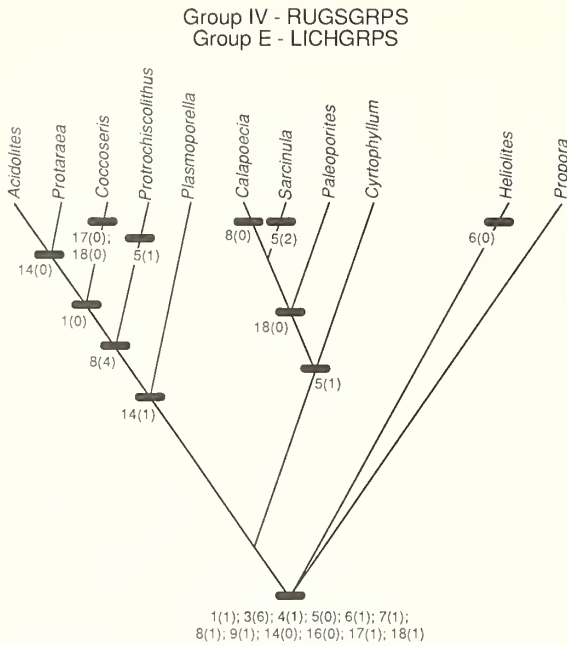 Group IV - RUGSGRPS
Group E - LICHGRPS
Acidolites
Protaraea
Coccoseris
Protrochiscolithus
Plasmoporella
Calapoecia
Sarcinula
Paleoporites
Cyrtophyllum
Heliolites
Propora
17(0);
18(0)
5(1)
8(0)
5(2)
6(0)
14(0)
1(0)
18(0)
8(4)
5(1)
14(1)
1(1); 3(6); 4(1); 5(0); 6(1); 7(1);
8(1); 9(1); 14(0); 16(0); 17(1); 18(1)